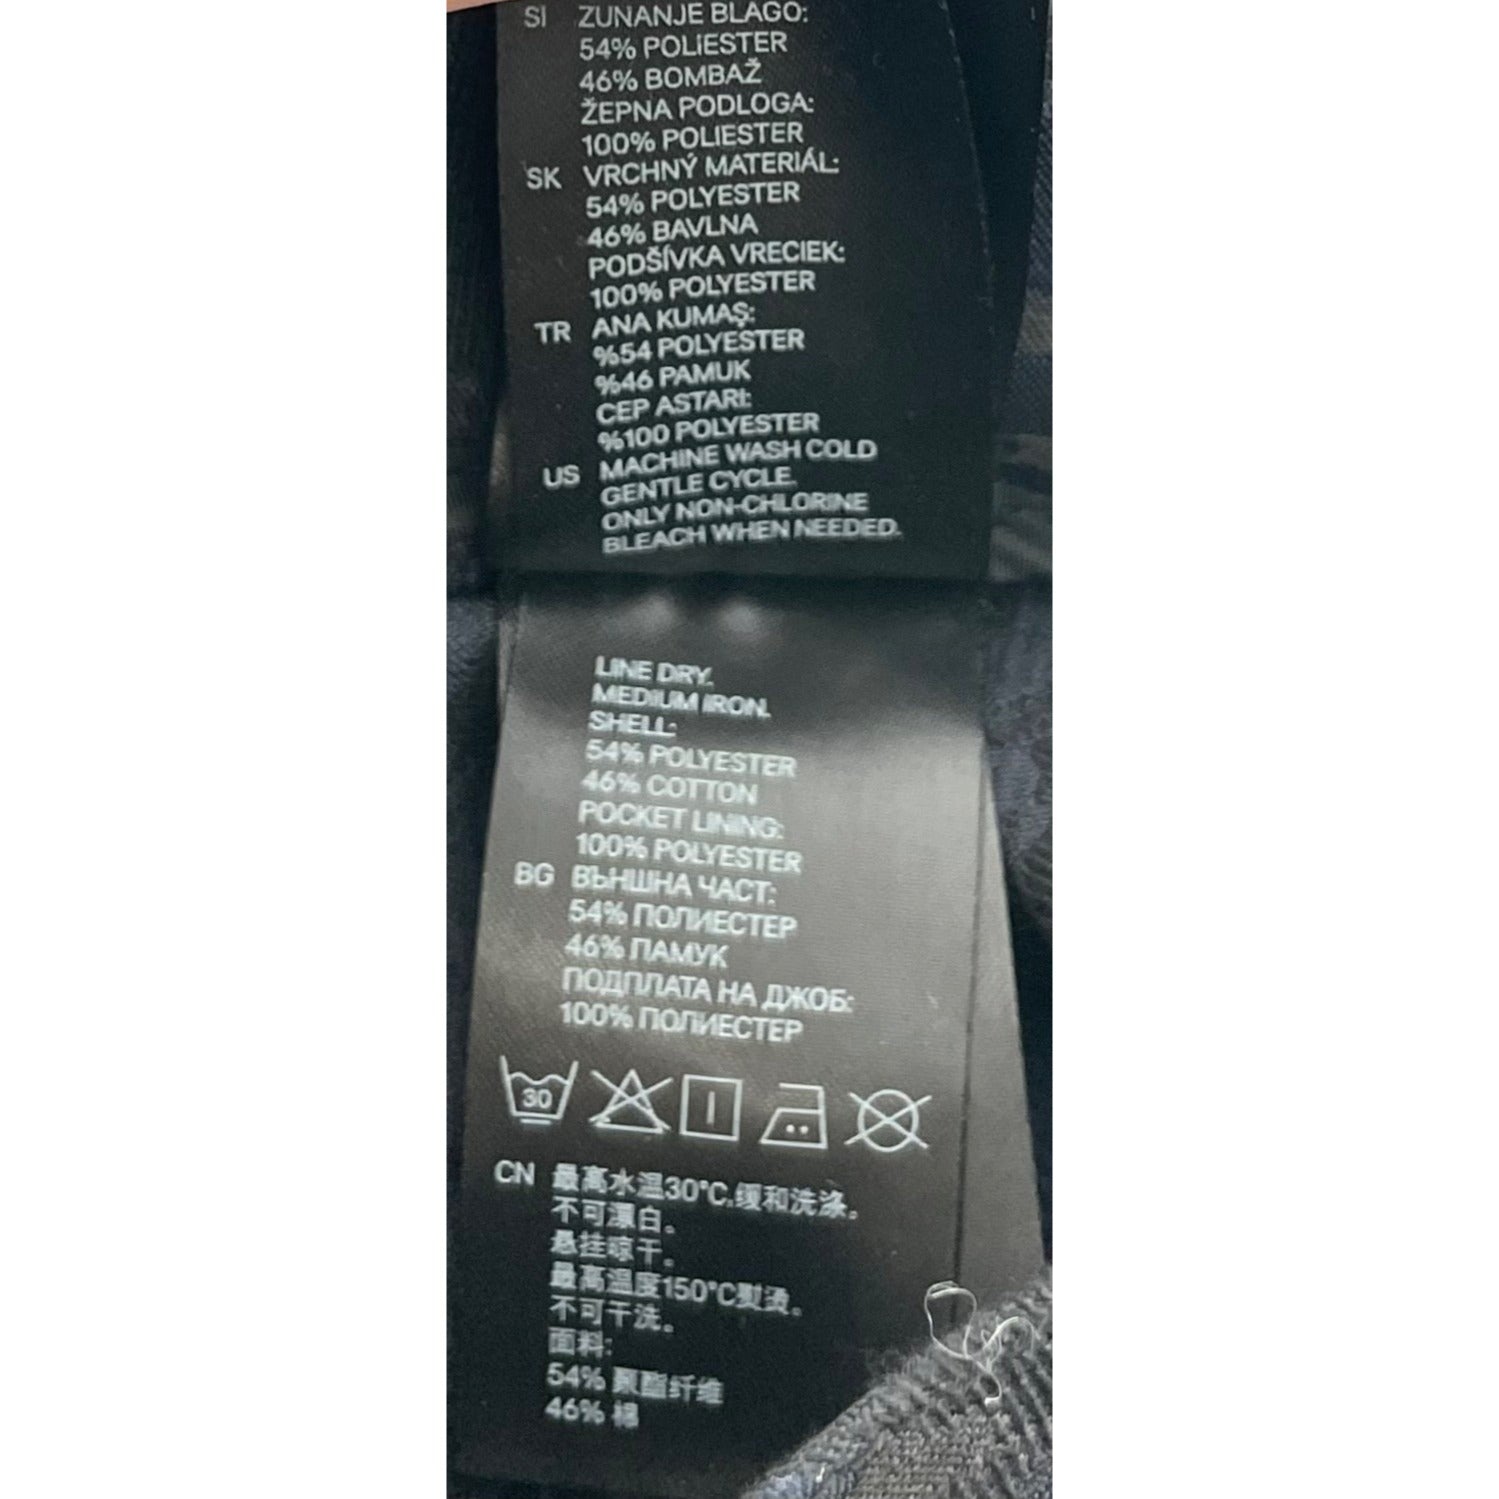 SI ZUNANJE BLAGO:
54% POLIESTER
46% BOMBAŽ
ŽEPNA PODLOGA:
100% POLIESTER
SK VRCHNÝ MATERIÁL:
54% POLYESTER
46% BAVLNA
PODŠÍVKA VRECIEK:
100% POLYESTER
TR ANA KUMAŞ:
%54 POLYESTER
%46 PAMUK
CEP ASTARI:
%100 POLYESTER
US MACHINE WASH COLD
GENTLE CYCLE.
ONLY NON-CHLORINE
BLEACH WHEN NEEDED.
LINE DRY.
MEDIUM IRON.
SHELL:
54% POLYESTER
46% COTTON
POCKET LINING:
100% POLYESTER
BG ВЪНШНА ЧАСТ:
54% ПОЛИЕСТЕР
46% ПАМУК
ПОДПЛАТА НА ДЖОБ:
100% ПОЛИЕСТЕР
30
CN 最高水温30°C,缓和洗涤。
不可漂白。
悬挂晾干。
最高温度150°C熨烫。
不可干洗。
面料:
54% 聚酯纤维
46% 棉